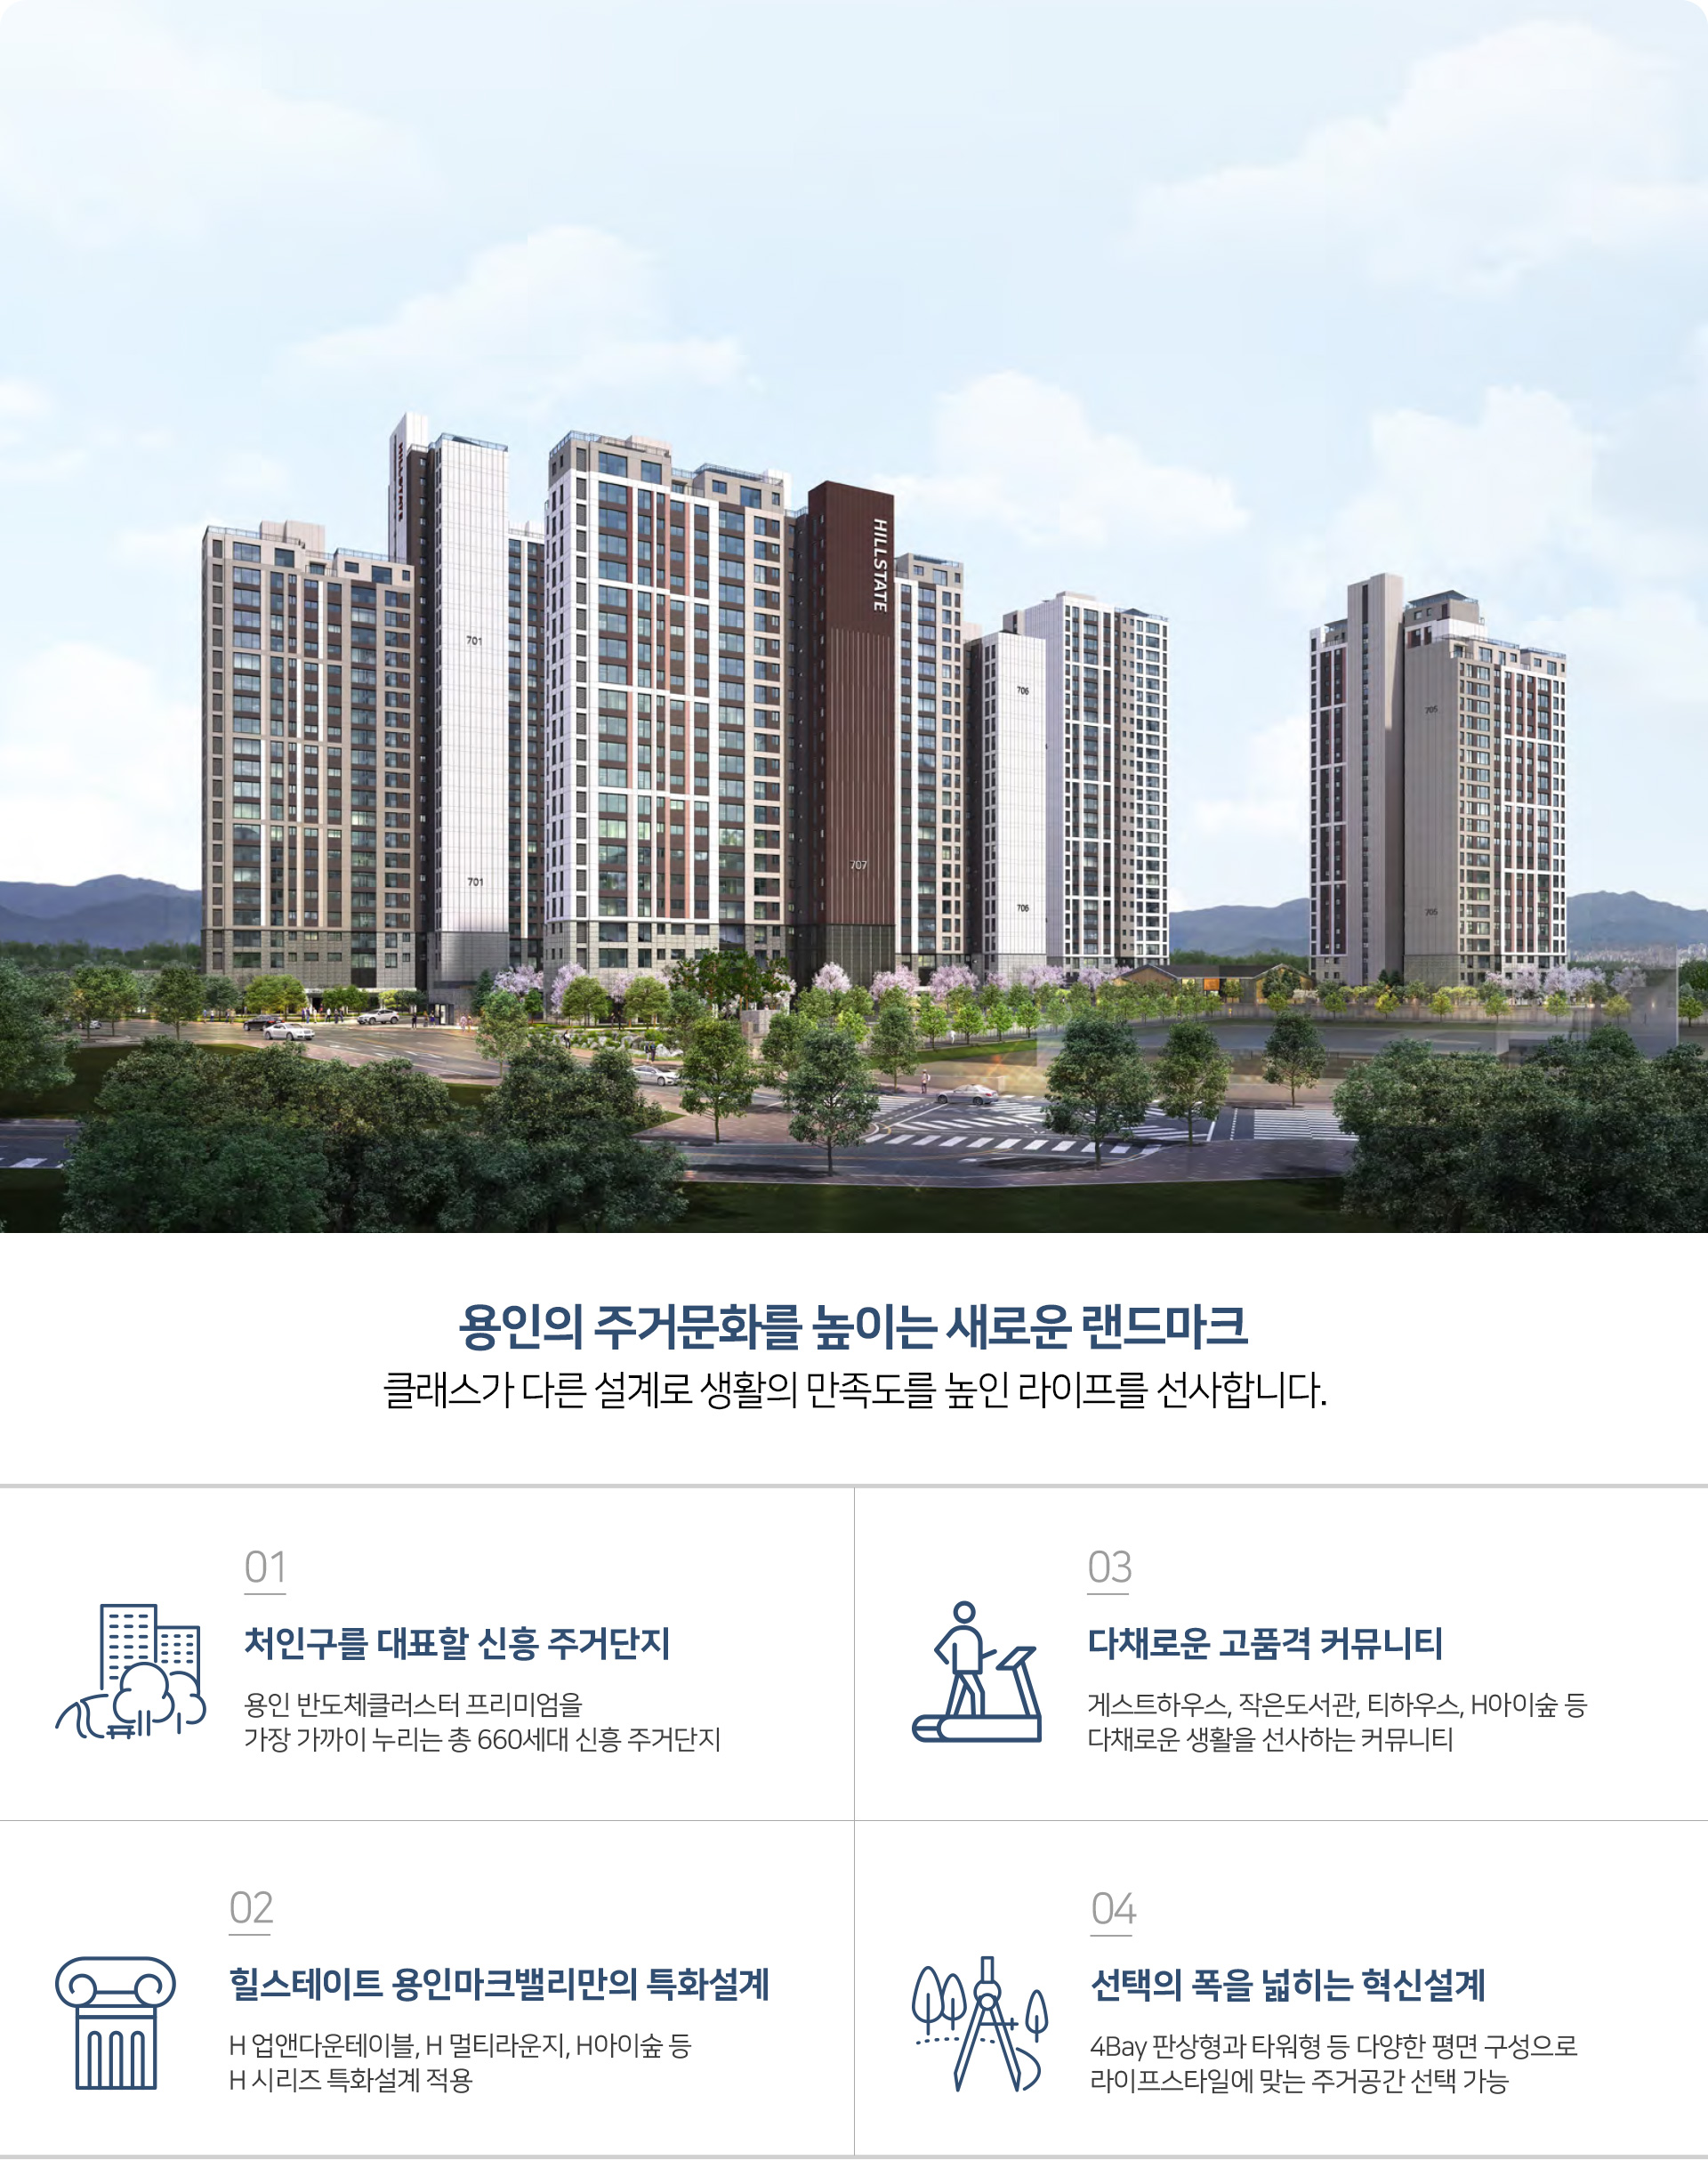 HILLSTATE
HILLSTATE
701
701
707
706
706
705
705
용인의 주거문화를 높이는 새로운 랜드마크
클래스가 다른 설계로 생활의 만족도를 높인 라이프를 선사합니다.
01
처인구를 대표할 신흥 주거단지
용인 반도체클러스터 프리미엄을
가장 가까이 누리는 총 660세대 신흥 주거단지
02
힐스테이트 용인마크밸리만의 특화설계
H 업앤다운테이블, H 멀티라운지, H아이숲 등
H 시리즈 특화설계 적용
03
다채로운 고품격 커뮤니티
게스트하우스, 작은도서관, 티하우스, H아이숲 등
다채로운 생활을 선사하는 커뮤니티
04
선택의 폭을 넓히는 혁신설계
4Bay 판상형과 타워형 등 다양한 평면 구성으로
라이프스타일에 맞는 주거공간 선택 가능